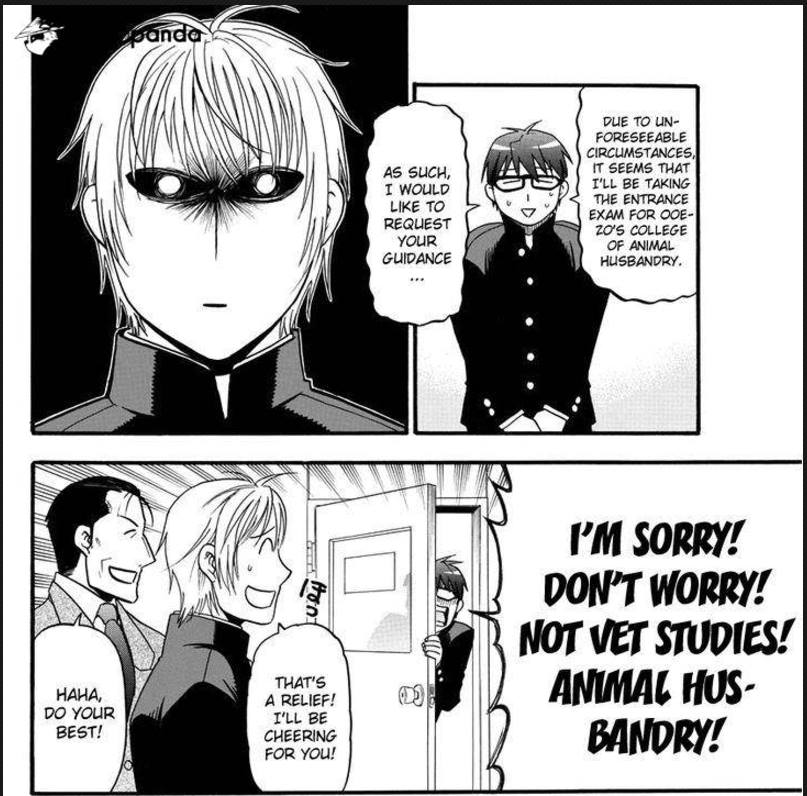 panda
DUE TO UN-
FORESEEABLE
CIRCUMSTANCES,
IT SEEMS THAT
I'LL BE TAKING
THE ENTRANCE
EXAM FOR OOE-
ZO'S COLLEGE
OF ANIMAL
HUSBANDRY.
AS SUCH,
I WOULD
LIKE TO
REQUEST
YOUR
GUIDANCE
...
I'M SORRY!
DON'T WORRY!
NOT VET STUDIES!
ANIMAL HUS-
BANDRY!
THAT'S
A RELIEF!
I'LL BE
CHEERING
FOR YOU!
HAHA,
DO YOUR
BEST!